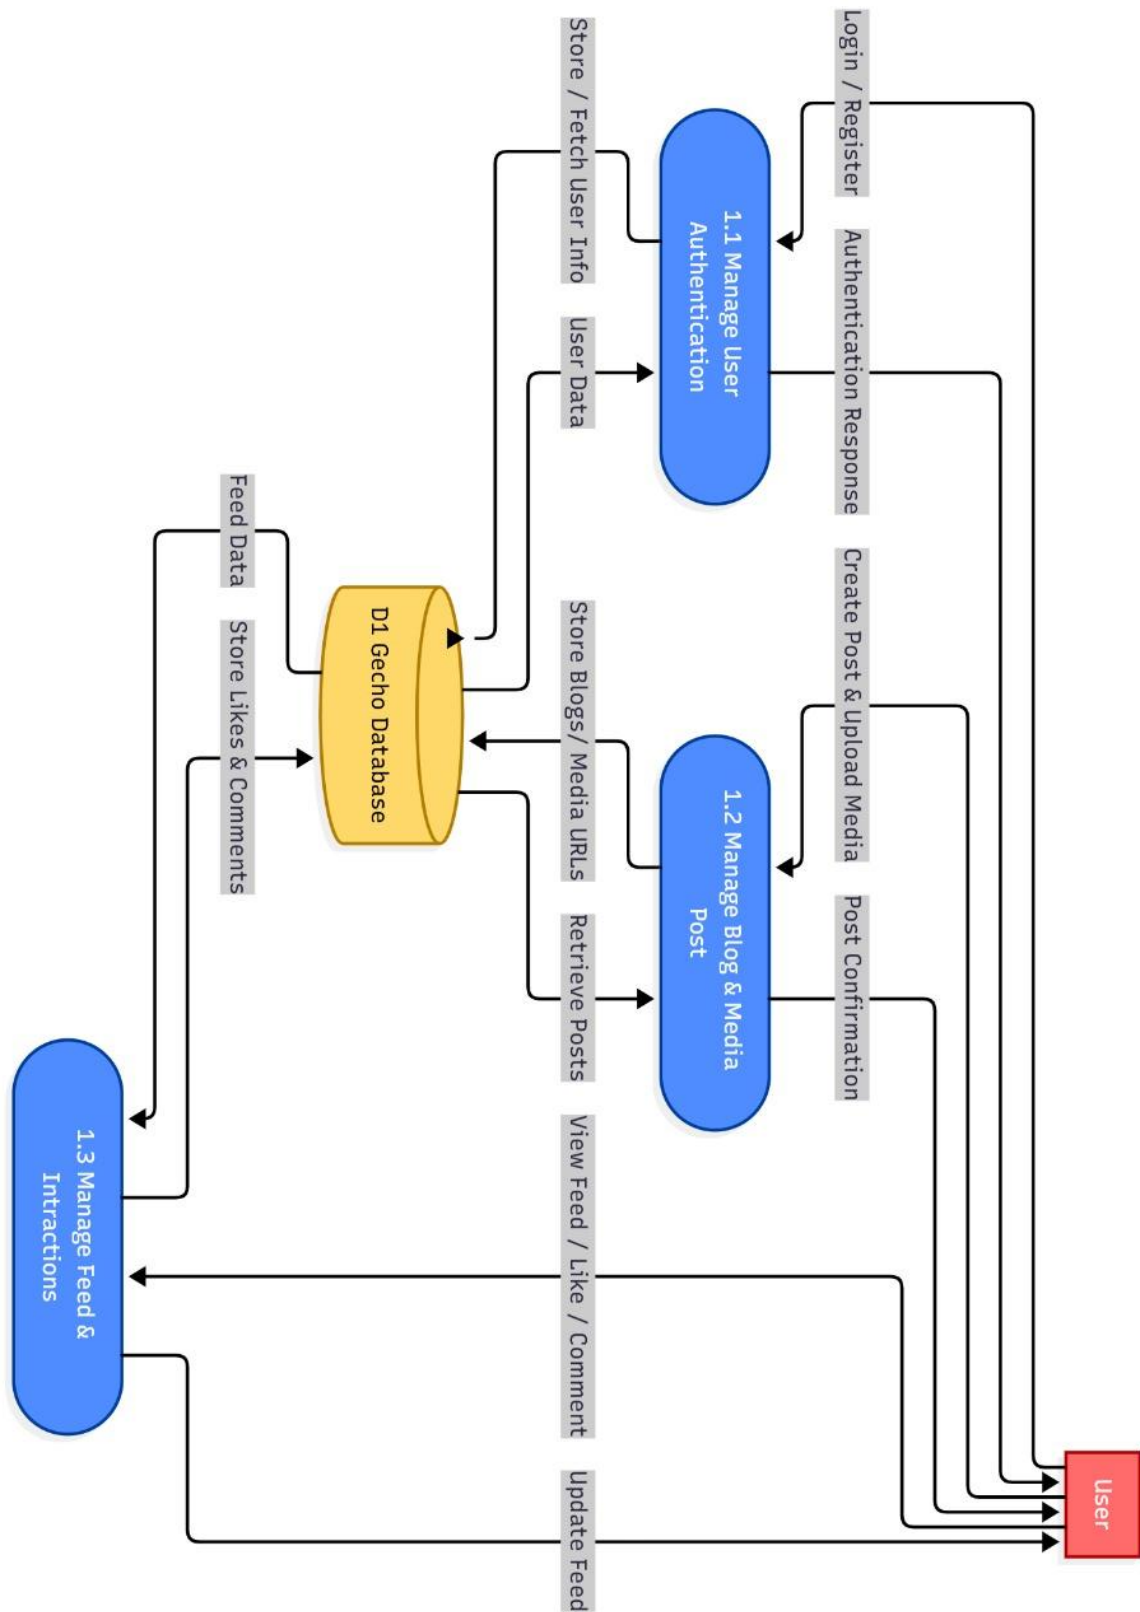 User
Login / Register
Authentication Response
Create Post & Upload Media
Post Confirmation
1.1 Manage User
Authentication
1.2 Manage Blog & Media
Post
Store / Fetch User Info
User Data
Store Blogs/ Media URLs
Retrieve Posts
View Feed / Like / Comment
Update Feed
D1 Gecho Database
Feed Data
Store Likes & Comments
1.3 Manage Feed &
Intractions